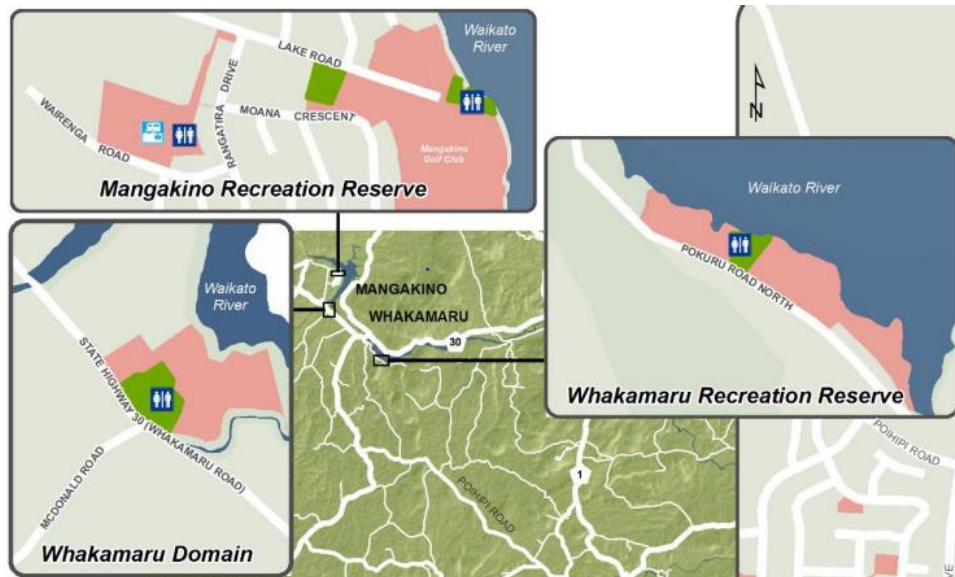 Waikato
River
LAKE ROAD
WAIRENGA ROAD
RANGATIRA DRIVE
MOANA CRESCENT
Mangakino
Golf Club
Mangakino Recreation Reserve
N
Waikato River
POKURU ROAD NORTH
Whakamaru Recreation Reserve
Waikato
River
STATE HIGHWAY 30 (WHAKAMARU ROAD)
MCDONALD ROAD
Whakamaru Domain
MANGAKINO
WHAKAMARU
30
1
POIHIPI ROAD
POIHIPI ROAD